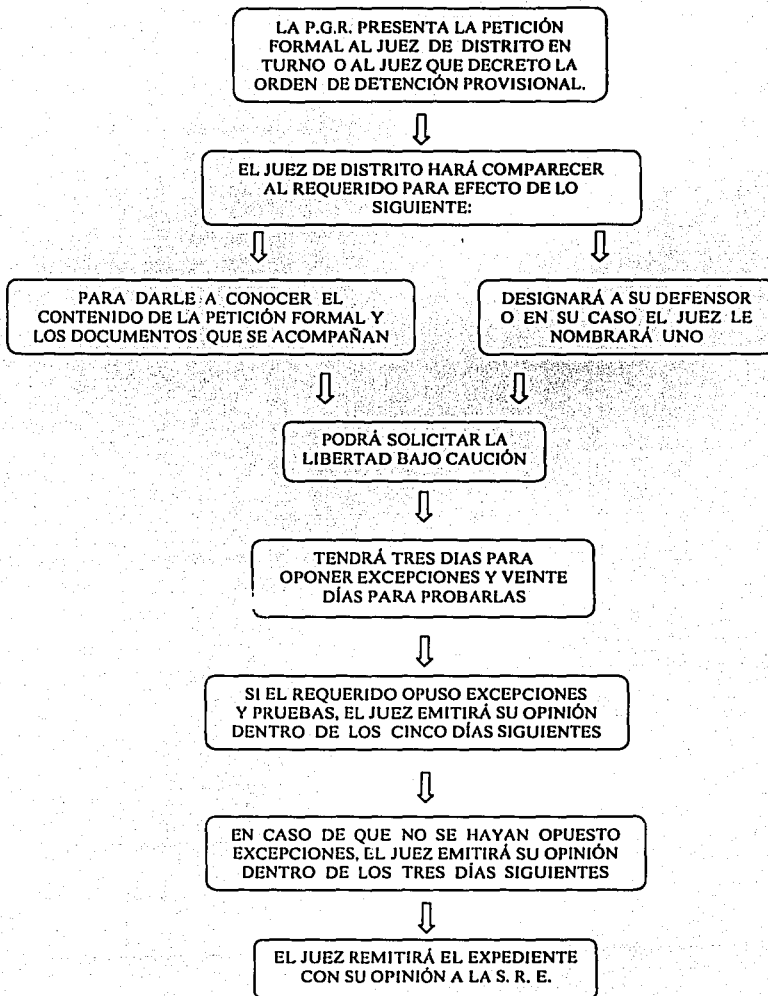 LA P.G.R. PRESENTA LA PETICIÓN
FORMAL AL JUEZ DE DISTRITO EN
TURNO O AL JUEZ QUE DECRETO LA
ORDEN DE DETENCIÓN PROVISIONAL.
EL JUEZ DE DISTRITO HARÁ COMPARECER
AL REQUERIDO PARA EFECTO DE LO
SIGUIENTE:
PARA DARLE A CONOCER EL
CONTENIDO DE LA PETICIÓN FORMAL Y
LOS DOCUMENTOS QUE SE ACOMPAÑAN
DESIGNARÁ A SU DEFENSOR
O EN SU CASO EL JUEZ LE
NOMBRARÁ UNO
PODRÁ SOLICITAR LA
LIBERTAD BAJO CAUCIÓN
TENDRÁ TRES DIAS PARA
OPONER EXCEPCIONES Y VEINTE
DÍAS PARA PROBARLAS
SI EL REQUERIDO OPUSO EXCEPCIONES
Y PRUEBAS, EL JUEZ EMITIRÁ SU OPINIÓN
DENTRO DE LOS CINCO DÍAS SIGUIENTES
EN CASO DE QUE NO SE HAYAN OPUESTO
EXCEPCIONES, EL JUEZ EMITIRÁ SU OPINIÓN
DENTRO DE LOS TRES DÍAS SIGUIENTES
EL JUEZ REMITIRÁ EL EXPEDIENTE
CON SU OPINIÓN A LA S. R. E.